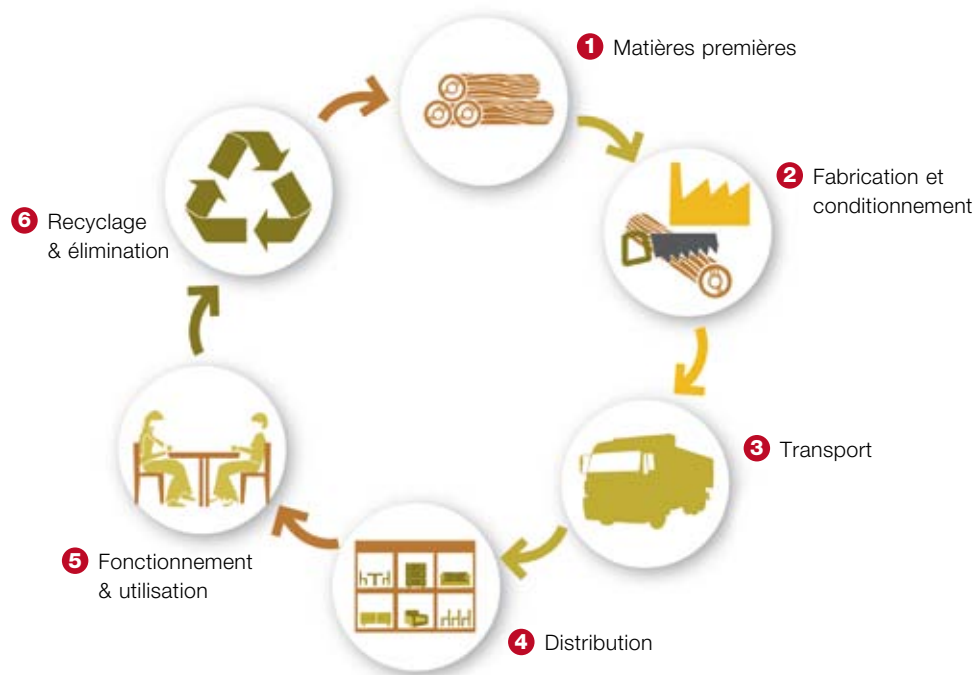 1 Matières premières
2 Fabrication et
conditionnement
3 Transport
4 Distribution
5 Fonctionnement
& utilisation
6 Recyclage
& élimination